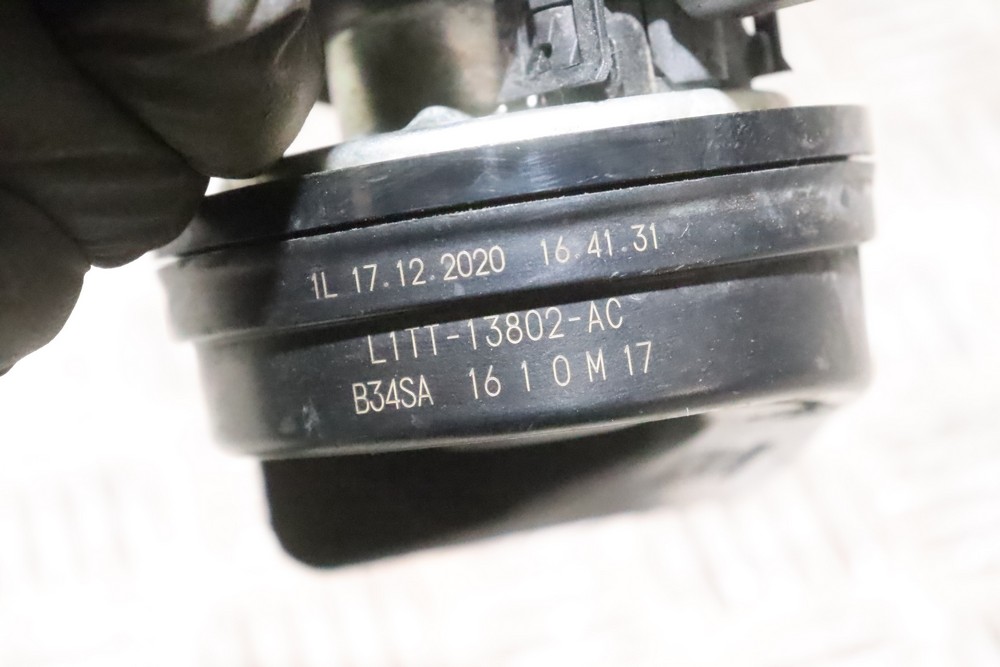 1L 17.12.2020 16.41.31
L1TT-13802-AC
B34SA 16 1 0 M 17